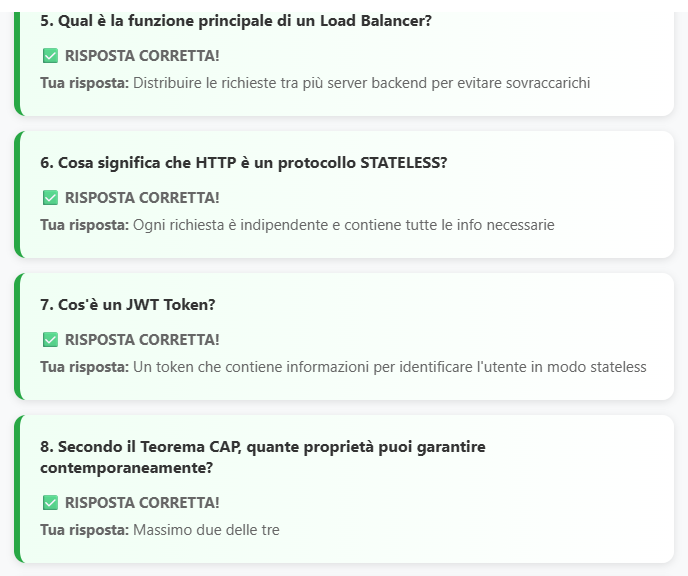 5. Qual è la funzione principale di un Load Balancer?
✅ RISPOSTA CORRETTA!
Tua risposta: Distribuire le richieste tra più server backend per evitare sovraccarichi
6. Cosa significa che HTTP è un protocollo STATELESS?
✅ RISPOSTA CORRETTA!
Tua risposta: Ogni richiesta è indipendente e contiene tutte le info necessarie
7. Cos'è un JWT Token?
✅ RISPOSTA CORRETTA!
Tua risposta: Un token che contiene informazioni per identificare l'utente in modo stateless
8. Secondo il Teorema CAP, quante proprietà puoi garantire
contemporaneamente?
✅ RISPOSTA CORRETTA!
Tua risposta: Massimo due delle tre